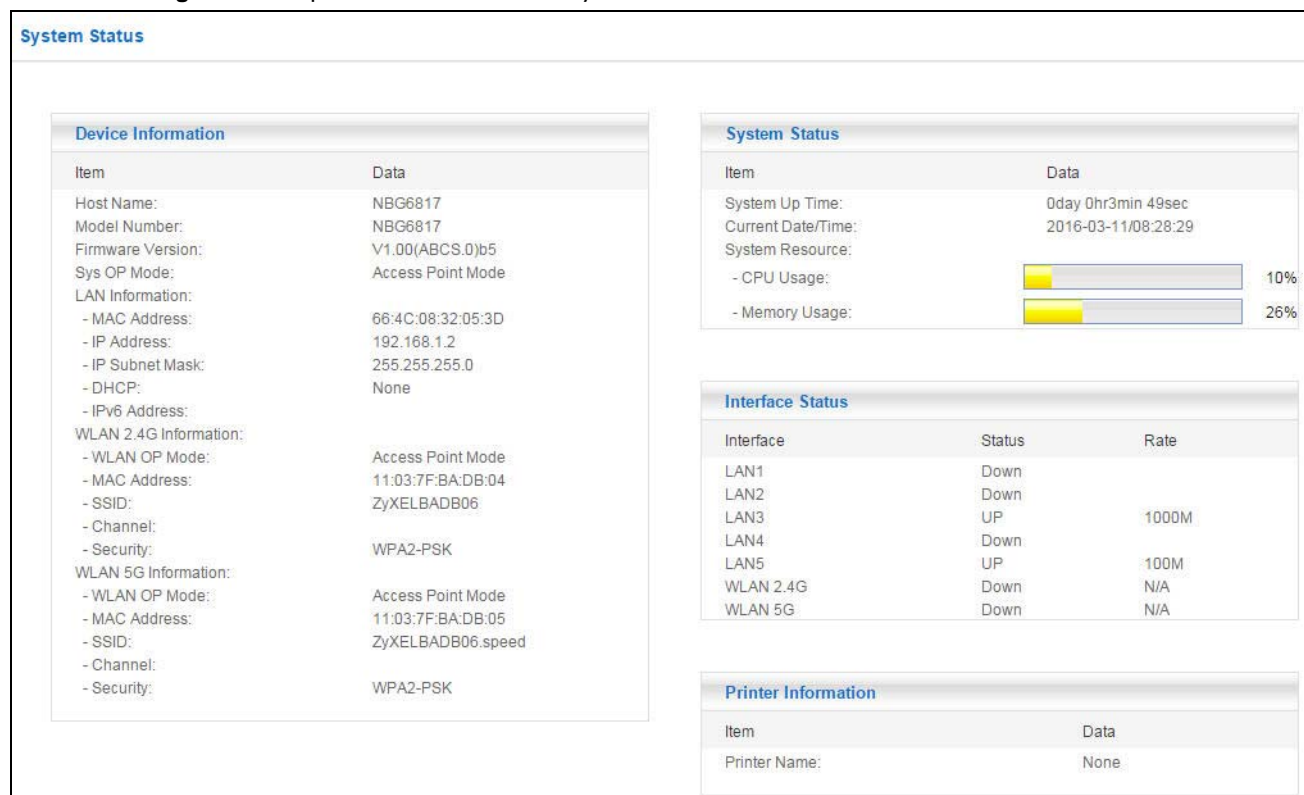 System Status
Device Information
Item Data
Host Name: NBG6817
Model Number: NBG6817
Firmware Version: V1.00(ABCS.0)b5
Sys OP Mode: Access Point Mode
LAN Information:
- MAC Address: 66:4C:08:32:05:3D
- IP Address: 192.168.1.2
- IP Subnet Mask: 255.255.255.0
- DHCP: None
- IPv6 Address:
WLAN 2.4G Information:
- WLAN OP Mode: Access Point Mode
- MAC Address: 11:03:7F:BA:DB:04
- SSID: ZyXELBADB06
- Channel:
- Security: WPA2-PSK
WLAN 5G Information:
- WLAN OP Mode: Access Point Mode
- MAC Address: 11:03:7F:BA:DB:05
- SSID: ZyXELBADB06.speed
- Channel:
- Security: WPA2-PSK
System Status
Item Data
System Up Time: 0day 0hr3min 49sec
Current Date/Time: 2016-03-11/08:28:29
System Resource:
- CPU Usage: 10%
- Memory Usage: 26%
Interface Status
Interface Status Rate
LAN1 Down
LAN2 Down
LAN3 UP 1000M
LAN4 Down
LAN5 UP 100M
WLAN 2.4G Down N/A
WLAN 5G Down N/A
Printer Information
Item Data
Printer Name: None